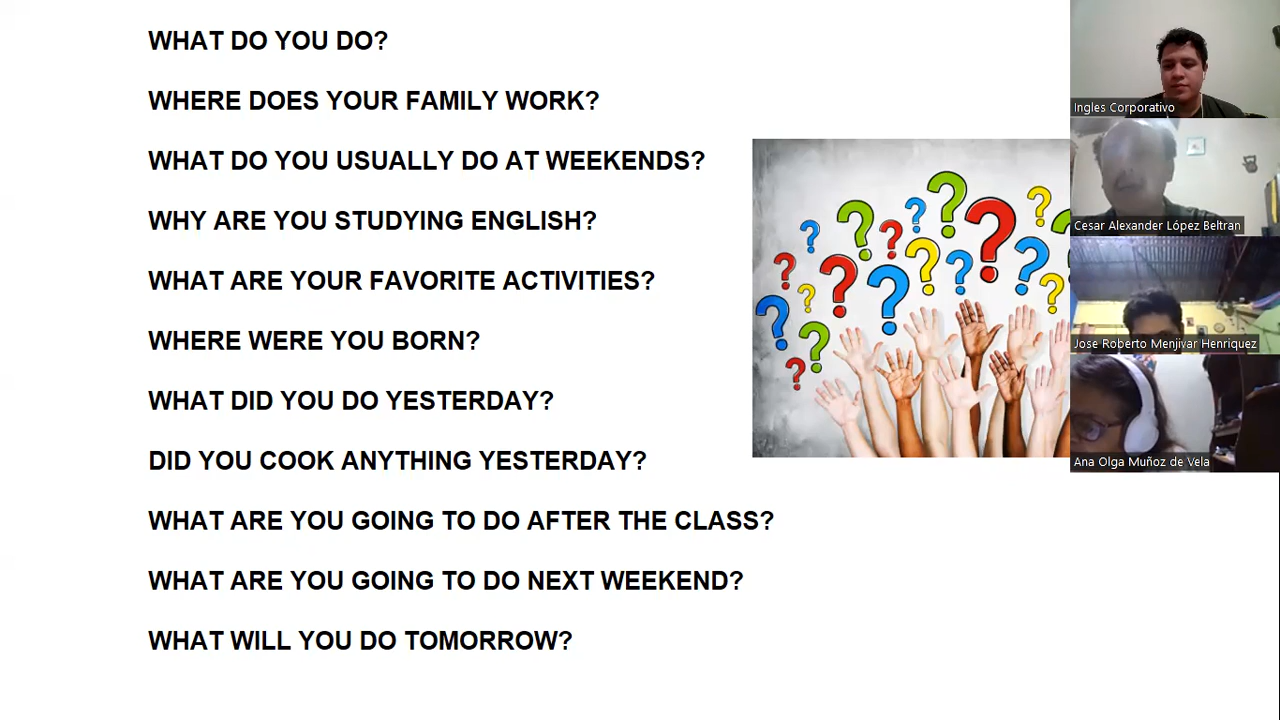 WHAT DO YOU DO?
WHERE DOES YOUR FAMILY WORK?
WHAT DO YOU USUALLY DO AT WEEKENDS?
WHY ARE YOU STUDYING ENGLISH?
WHAT ARE YOUR FAVORITE ACTIVITIES?
WHERE WERE YOU BORN?
WHAT DID YOU DO YESTERDAY?
DID YOU COOK ANYTHING YESTERDAY?
WHAT ARE YOU GOING TO DO AFTER THE CLASS?
WHAT ARE YOU GOING TO DO NEXT WEEKEND?
WHAT WILL YOU DO TOMORROW?
Ingles Corporativo
Cesar Alexander López Beltran
Jose Roberto Menjivar Henriquez
Ana Olga Muñoz de Vela